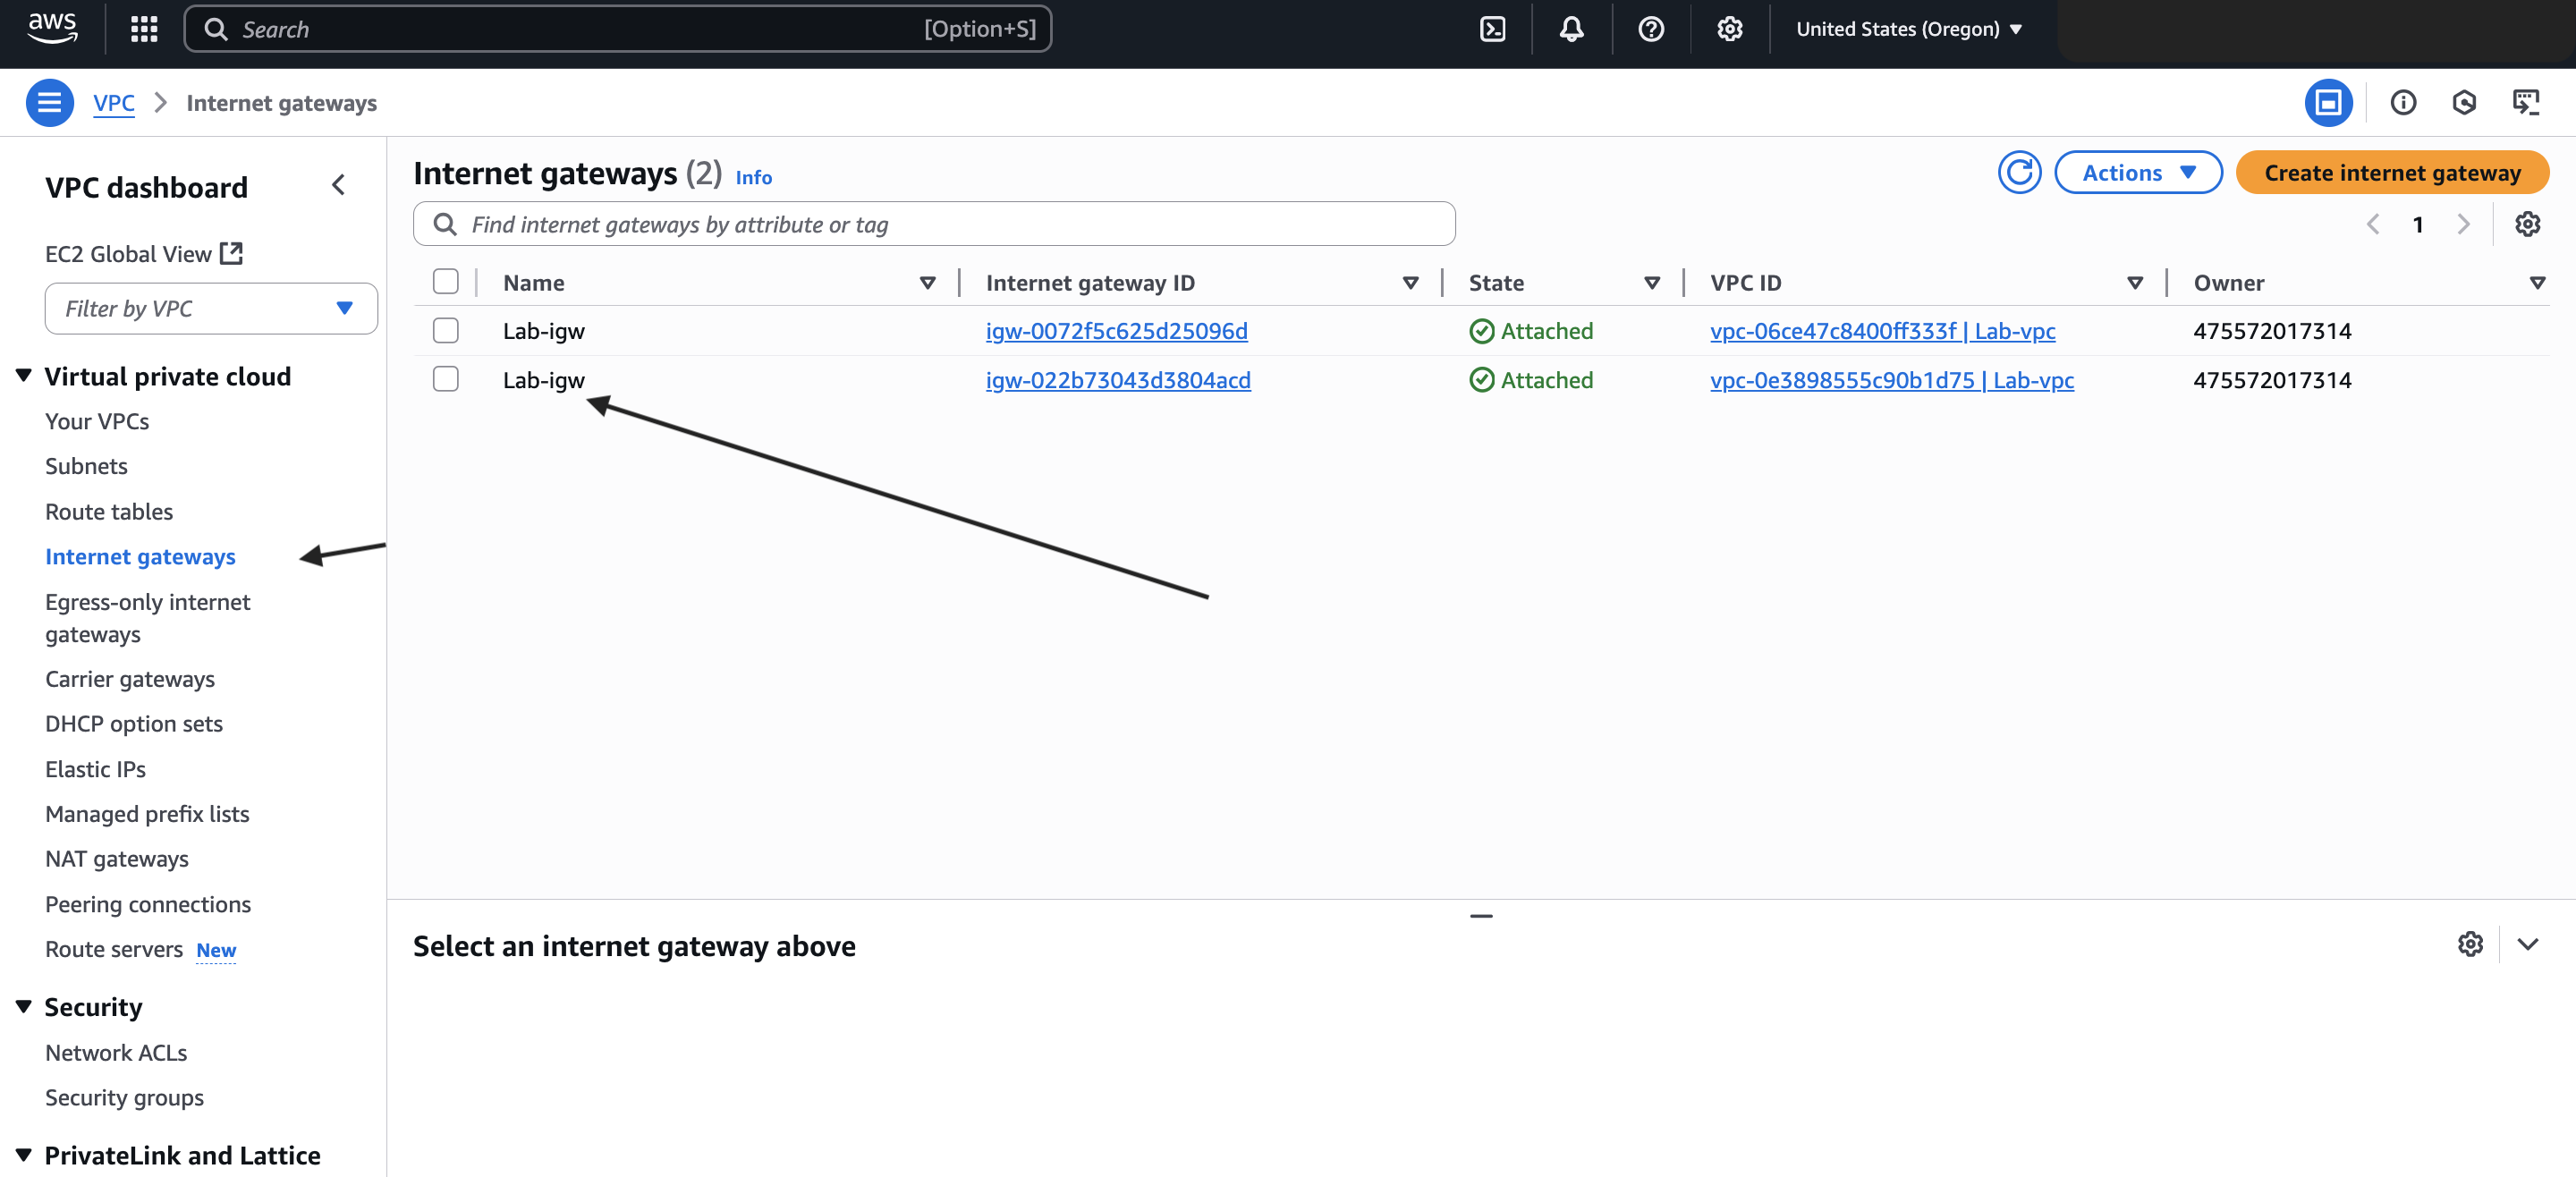 aws
Search [Option+S]
United States (Oregon)
VPC Internet gateways
VPC dashboard
EC2 Global View
Filter by VPC
Virtual private cloud
Your VPCs
Subnets
Route tables
Internet gateways
Egress-only internet
gateways
Carrier gateways
DHCP option sets
Elastic IPs
Managed prefix lists
NAT gateways
Peering connections
Route servers New
Security
Network ACLs
Security groups
PrivateLink and Lattice
Internet gateways (2) Info
Actions
Create internet gateway
Find internet gateways by attribute or tag
1
Name Internet gateway ID State VPC ID Owner
Lab-igw igw-0072f5c625d25096d Attached vpc-06ce47c8400ff333f | Lab-vpc 475572017314
Lab-igw igw-022b73043d3804acd Attached vpc-0e3898555c90b1d75 | Lab-vpc 475572017314
Select an internet gateway above